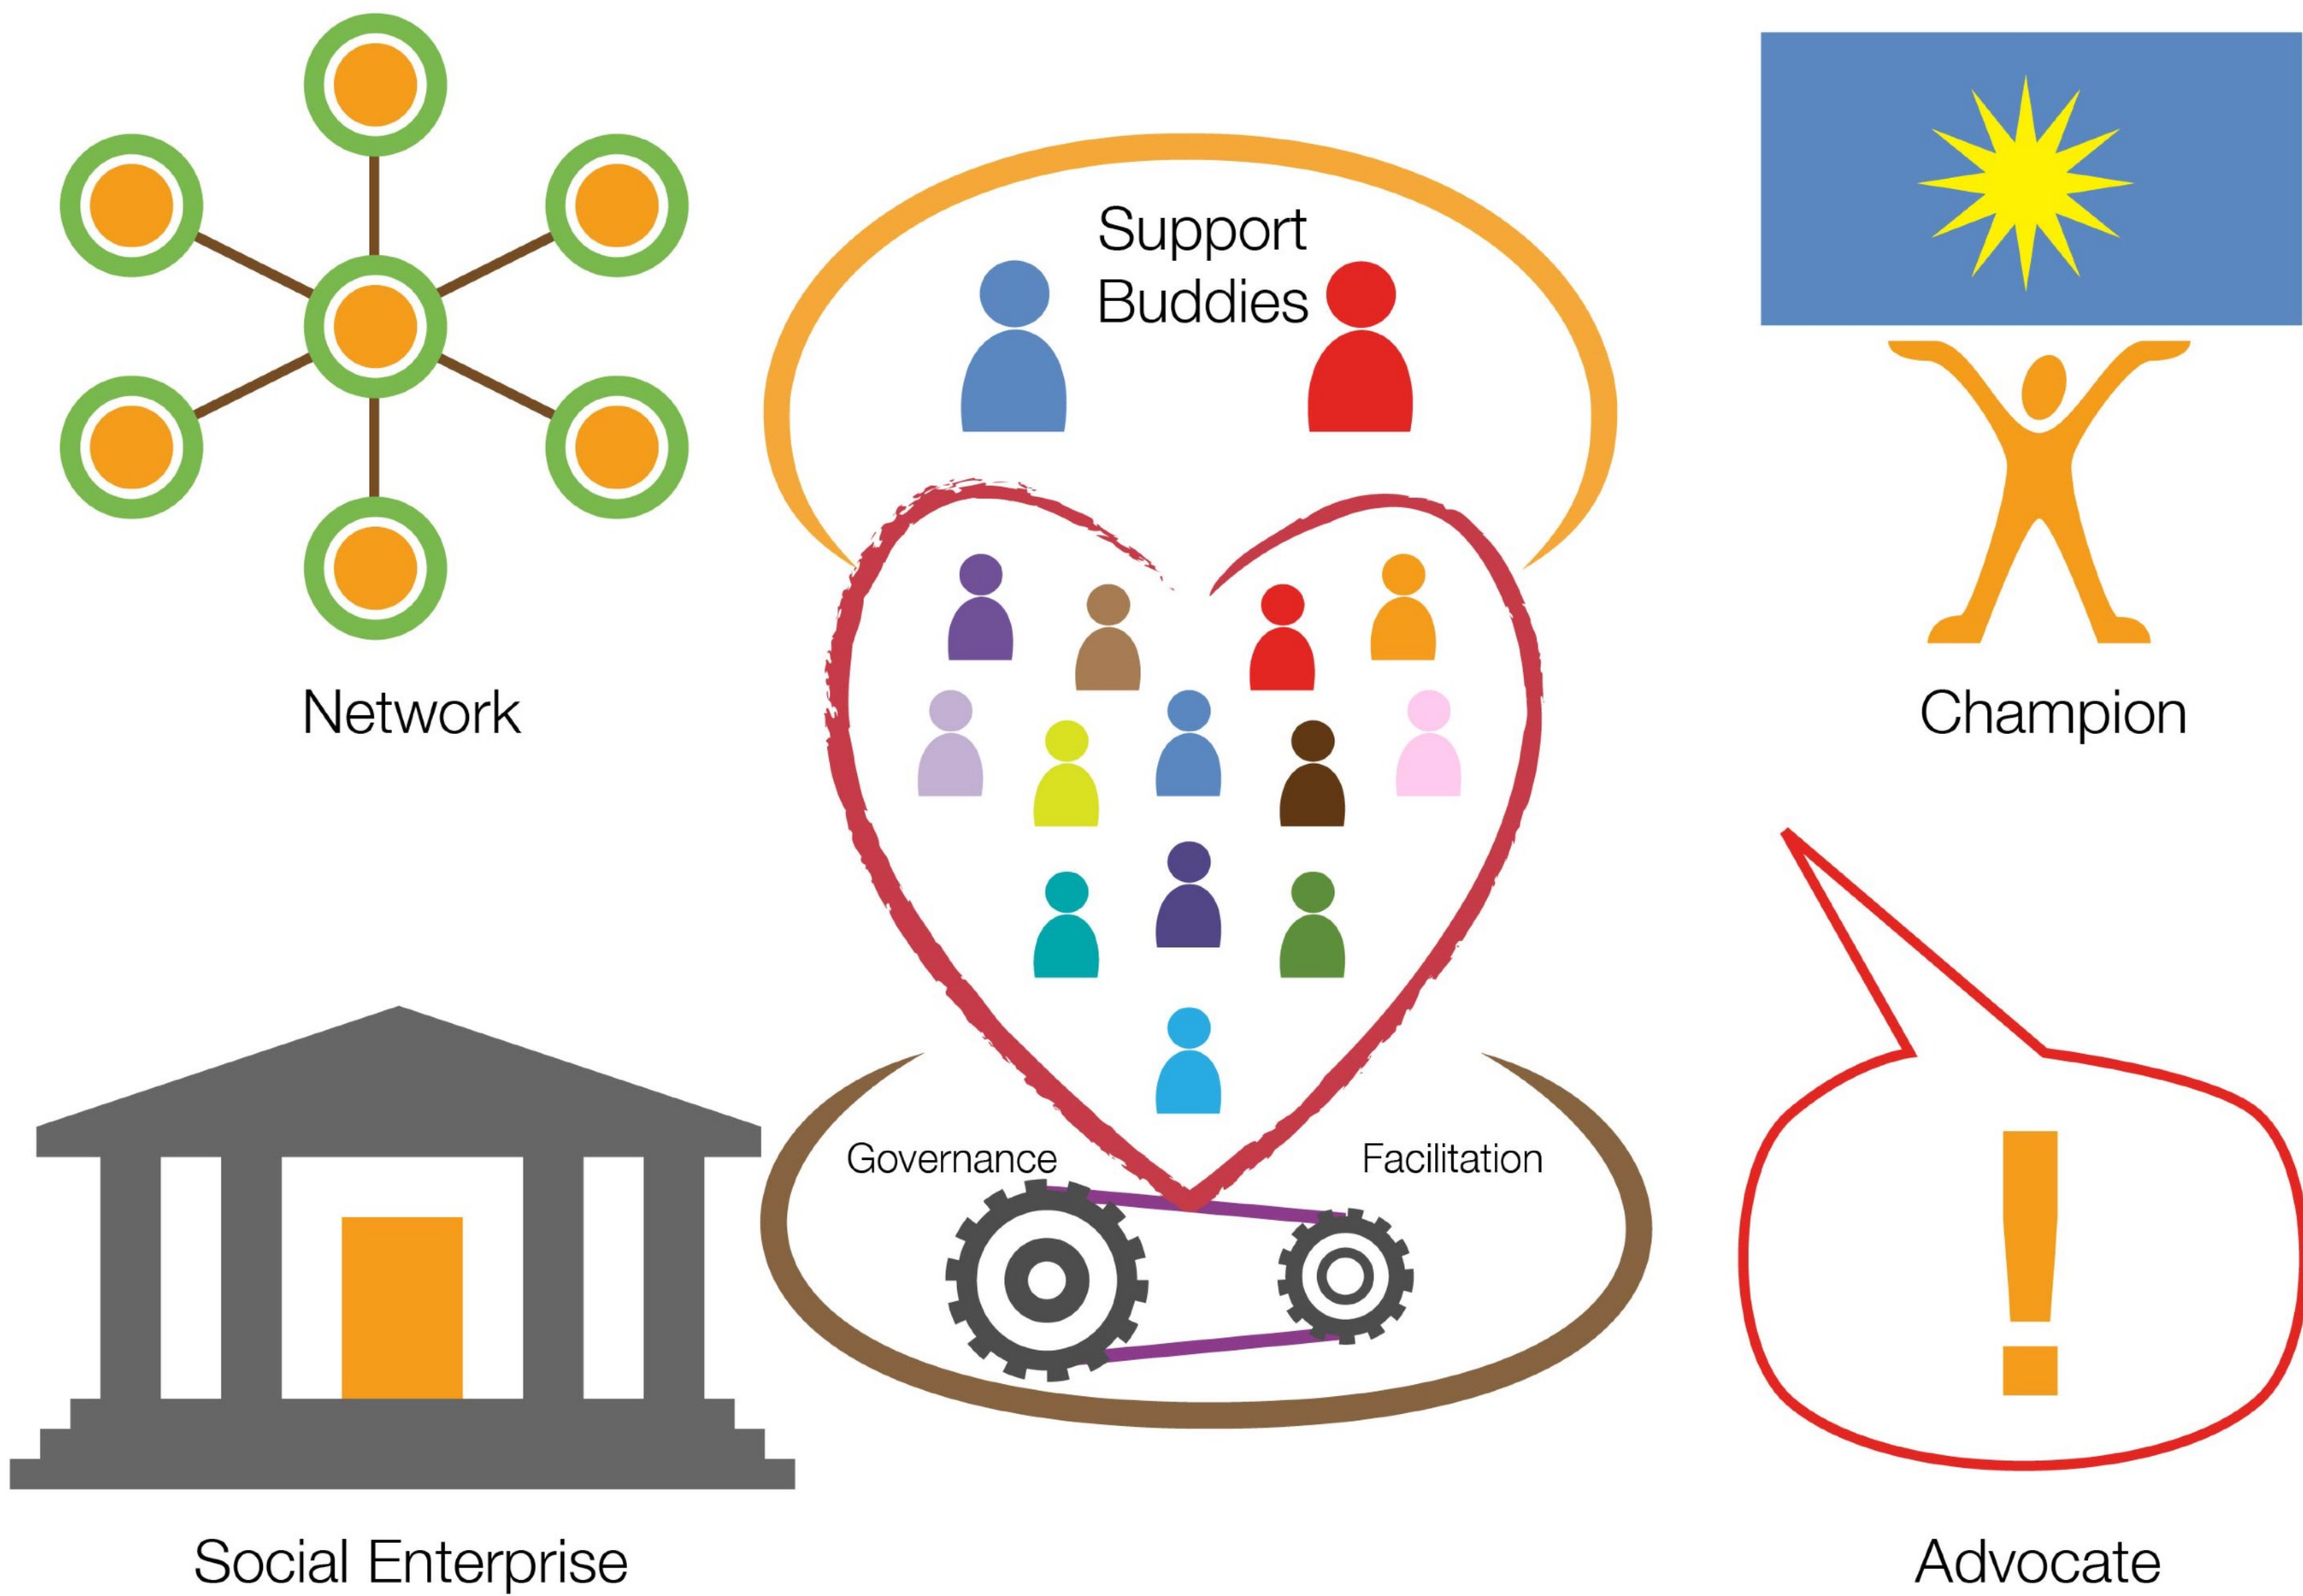 Support
Buddies
Network
Champion
Governance
Facilitation
Social Enterprise
Advocate
!